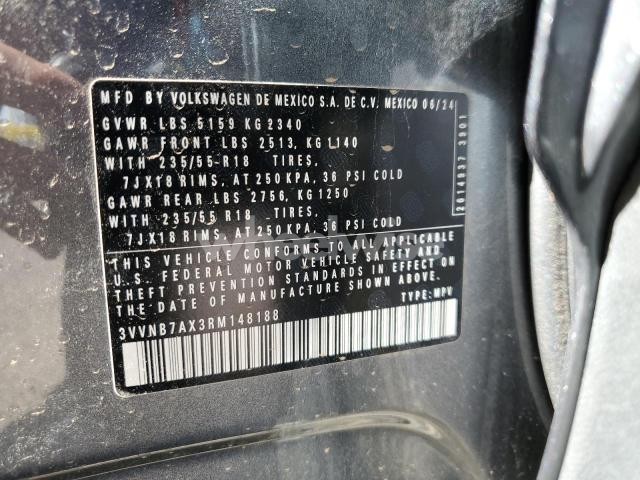 MFD BY VOLKSWAGEN DE MEXICO S.A. DE C.V. MEXICO 06/24
GVWR LBS 5159 KG 2340
GAWR FRONT LBS 2513, KG 1140
WITH 235/55-R18 TIRES,
7JX18 RIMS, AT 250 KPA, 36 PSI COLD
GAWR REAR LBS 2756, KG 1250
WITH 235/55 R18 TIRES,
7JX18 RIMS, AT 250 KPA, 36 PSI COLD
THIS VEHICLE CONFORMS TO ALL APPLICABLE
U.S. FEDERAL MOTOR VEHICLE SAFETY AND
THEFT PREVENTION STANDARDS IN EFFECT ON
THE DATE OF MANUFACTURE SHOWN ABOVE.
3VVNB7AX3RM148188 TYPE: MPV
2614837 3901